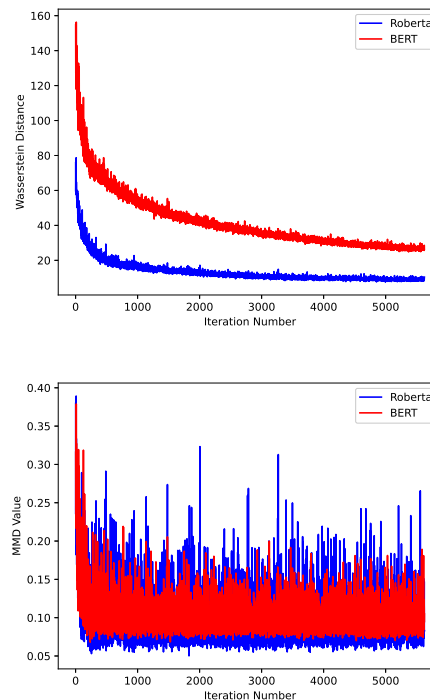 160
140
120
100
80
60
40
20
Wasserstein Distance
0 1000 2000 3000 4000 5000
Iteration Number
Roberta
BERT
0.40
0.35
0.30
0.25
0.20
0.15
0.10
0.05
MMD Value
0 1000 2000 3000 4000 5000
Iteration Number
Roberta
BERT